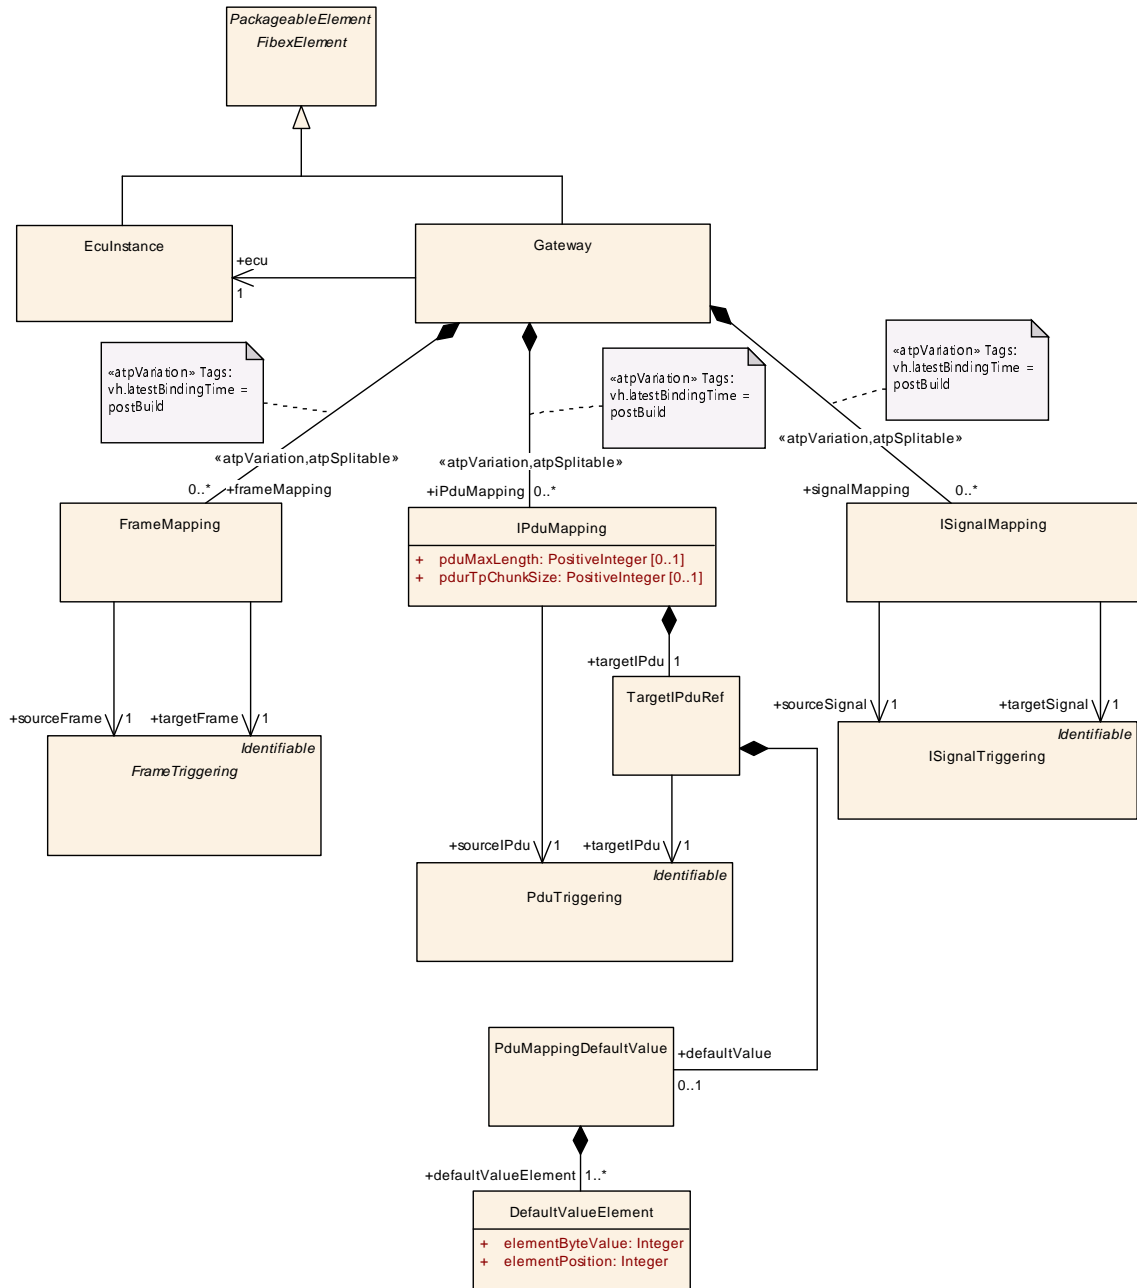 PackageableElement
FibexElement
EcuInstance
Gateway
+ecu
1
«atpVariation» Tags:
vh.latestBindingTime =
postBuild
«atpVariation» Tags:
vh.latestBindingTime =
postBuild
«atpVariation» Tags:
vh.latestBindingTime =
postBuild
«atpVariation,atpSplitable»
«atpVariation,atpSplitable»
«atpVariation,atpSplitable»
0..* +frameMapping
+iPduMapping 0..*
+signalMapping 0..*
FrameMapping
IPduMapping
+ pduMaxLength: PositiveInteger [0..1]
+ pdurTpChunkSize: PositiveInteger [0..1]
ISignalMapping
+targetIPdu 1
TargetIPduRef
+sourceFrame 1
+targetFrame 1
+sourceSignal 1
+targetSignal 1
Identifiable
FrameTriggering
Identifiable
ISignalTriggering
+sourceIPdu 1
+targetIPdu 1
Identifiable
PduTriggering
PduMappingDefaultValue
+defaultValue
0..1
+defaultValueElement 1..*
DefaultValueElement
+ elementByteValue: Integer
+ elementPosition: Integer